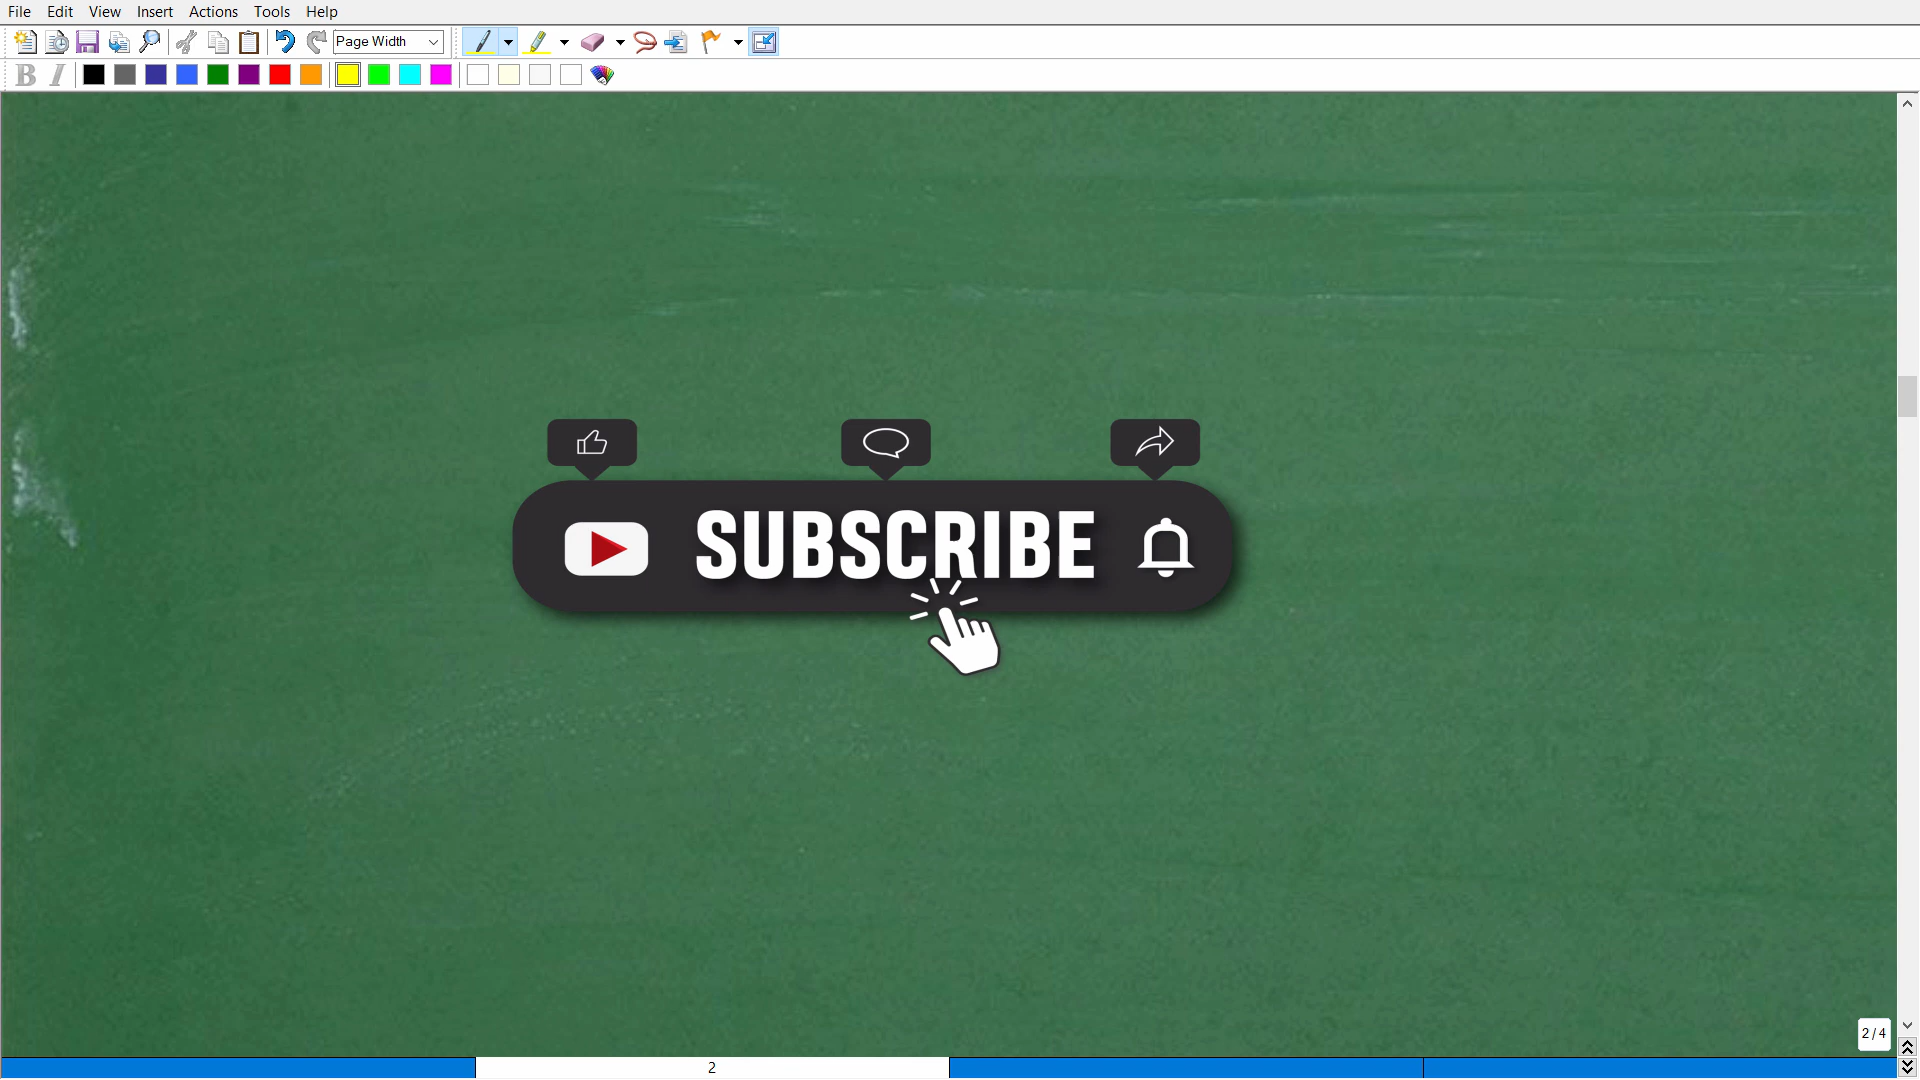 File Edit View Insert Actions Tools Help
Page Width
B I
SUBSCRIBE
2 / 4
2